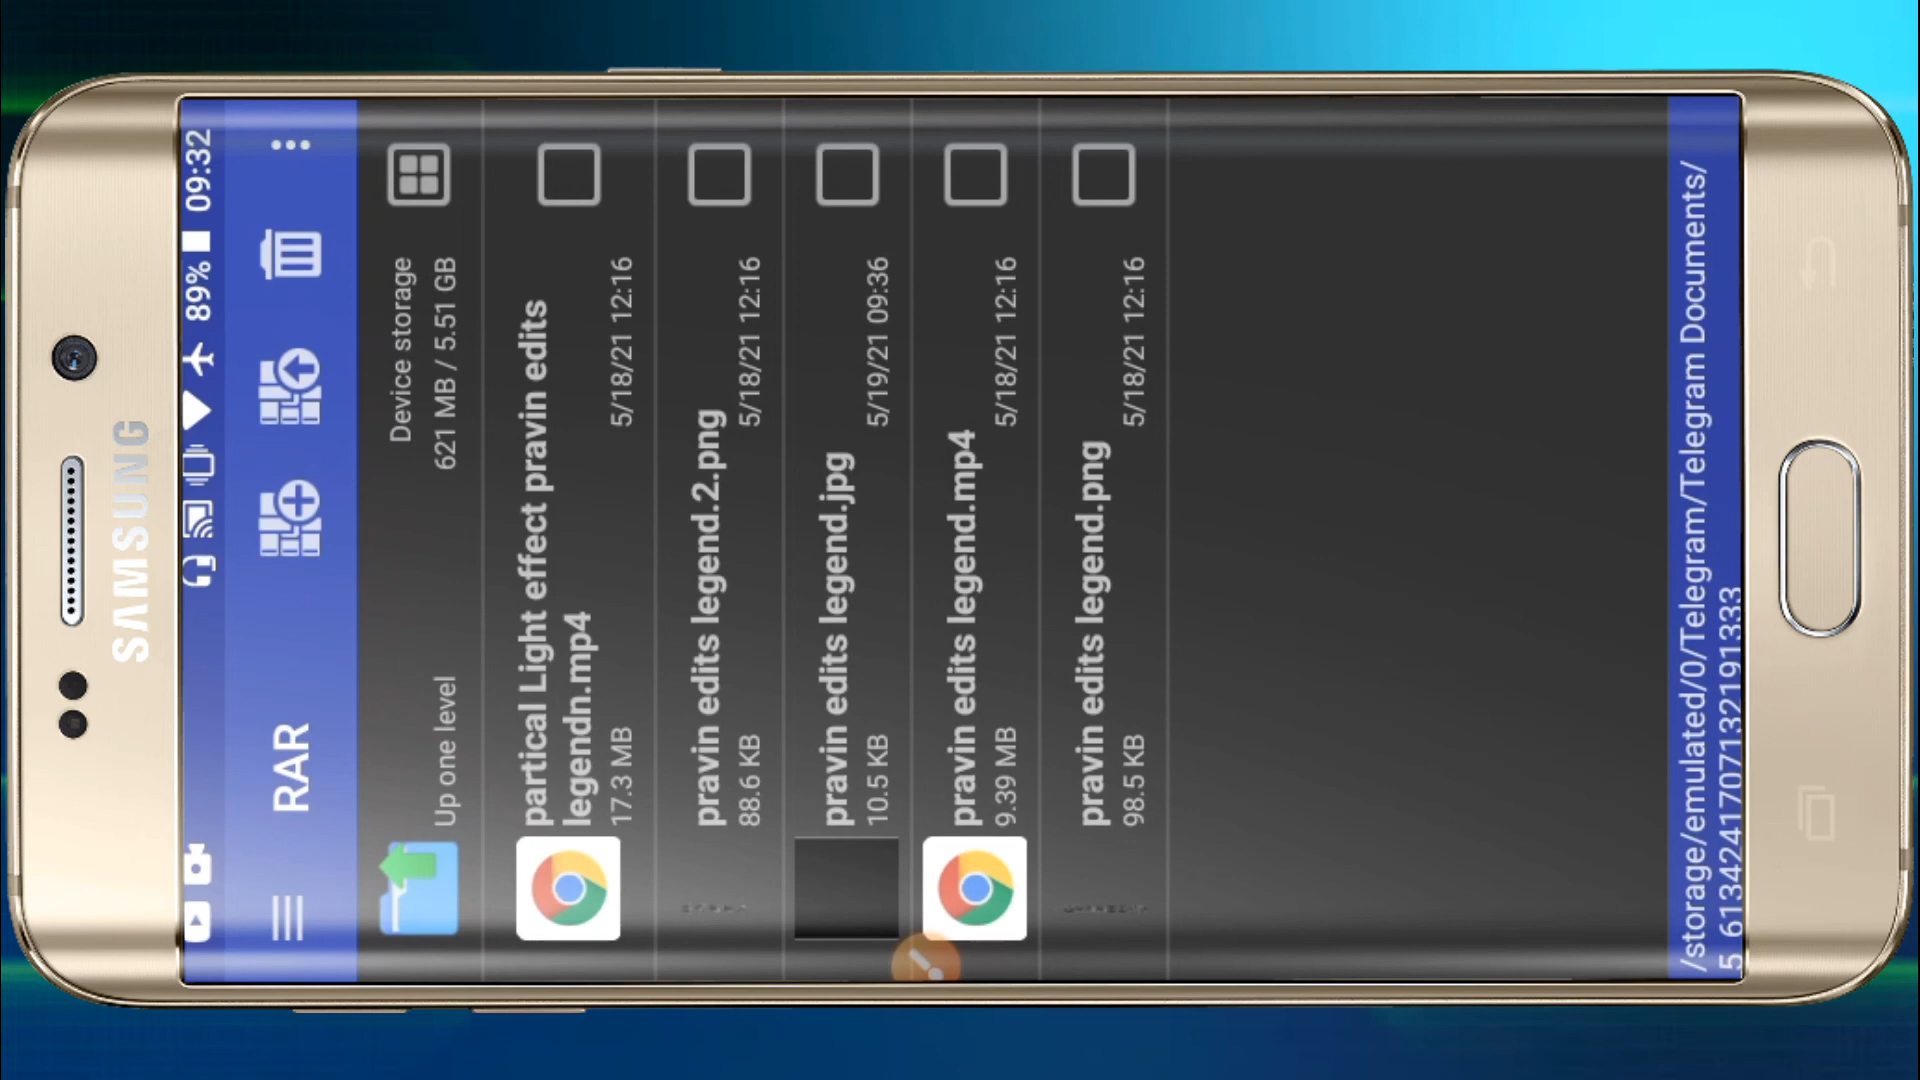 SAMSUNG
89% 09:32
RAR
Device storage
Up one level 621 MB / 5.51 GB
partical Light effect pravin edits
legendn.mp4
17.3 MB 5/18/21 12:16
pravin edits legend.2.png
88.6 KB 5/18/21 12:16
pravin edits legend.jpg
10.5 KB 5/19/21 09:36
pravin edits legend.mp4
9.39 MB 5/18/21 12:16
pravin edits legend.png
98.5 KB 5/18/21 12:16
/storage/emulated/0/Telegram/Telegram Documents/
5_6134241707132191333